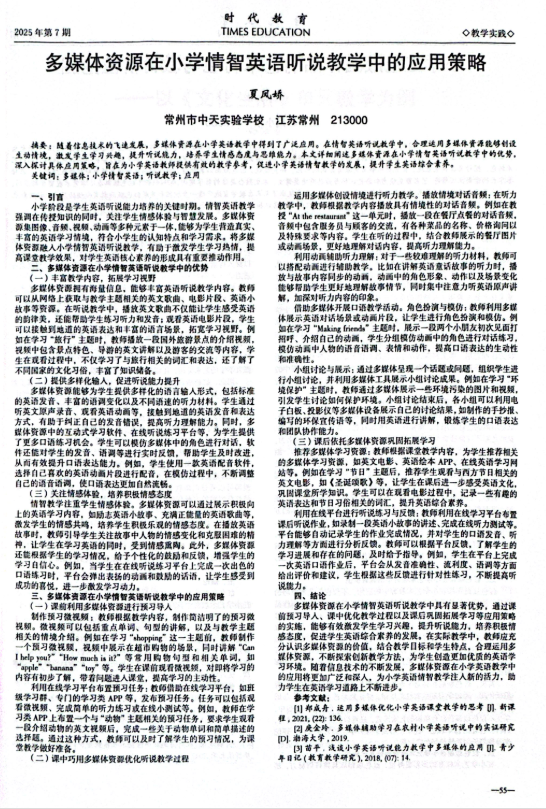 时代教育
2025 年第 7 期
TIMES EDUCATION
◇教学实践◇
多媒体资源在小学情智英语听说教学中的应用策略
夏凤娇
常州市中天实验学校 江苏常州 213000
摘要：随着信息技术的飞速发展，多媒体资源在小学英语教学中得到了广泛应用。在情智英语听说教学中，合理运用多媒体资源能够创设
生动情境，激发学生学习兴趣，提升听说能力，培养学生情感态度与思维能力。本文详细阐述多媒体资源在小学情智英语听说教学中的优势，
深入探讨具体应用策略，旨在为小学英语教师提供有效的教学参考，促进小学英语情智教学的发展，提升学生英语综合素养。
关键词：多媒体；小学情智英语；听说教学；应用
一、引言
小学阶段是学生英语听说能力培养的关键时期。情智英语教学
强调在传授知识的同时，关注学生情感体验与智慧发展。多媒体资
源集图像、音频、视频、动画等多种元素于一体，能够为学生营造真实、
丰富的英语学习情境，符合小学生的认知特点和学习需求。将多媒
体资源融入小学情智英语听说教学，有助于激发学生学习热情，提
高课堂教学效果，对学生英语核心素养的形成具有重要推动作用。
二、多媒体资源在小学情智英语听说教学中的优势
（一）丰富教学内容，拓展学习视野
多媒体资源拥有海量信息，能够丰富英语听说教学内容。教师
可以从网络上获取与教学主题相关的英文歌曲、电影片段、英语小
故事等资源。在听说教学中，播放英文歌曲不仅能让学生感受英语
的韵律美，还能帮助学生练习听力和发音；观看英语电影片段，学生
可以接触到地道的英语表达和丰富的语言场景，拓宽学习视野。例
如在学习 “旅行” 主题时，教师播放一段国外旅游景点的介绍视频，
视频中包含景点特色、导游的英文讲解以及游客的交流等内容，学
生在观看过程中，不仅学习了与旅行相关的词汇和表达，还了解了
不同国家的文化习俗，丰富了知识储备。
（二）提供多样化输入，促进听说能力提升
多媒体资源能够为学生提供多样化的语言输入形式，包括标准
的英语发音、丰富的语调变化以及不同语速的听力材料。学生通过
听英文原声录音、观看英语动画等，接触到地道的英语发音和表达
方式，有助于纠正自己的发音错误，提高听力理解能力。同时，多
媒体资源中的互动式学习软件、在线听说练习平台等，为学生提供
了更多口语练习机会。学生可以模仿多媒体中的角色进行对话，软
件还能对学生的发音、语调等进行实时反馈，帮助学生及时改进，
从而有效提升口语表达能力。例如，学生使用一款英语配音软件，
选择自己喜欢的英语动画片段进行配音，在模仿过程中，不断调整
自己的语音语调，使口语表达更加自然流畅。
（三）关注情感体验，培养积极情感态度
情智教学注重学生情感体验。多媒体资源可以通过展示积极向
上的英语学习内容，如励志英语小故事、充满正能量的英语歌曲等，
激发学生的情感共鸣，培养学生积极乐观的情感态度。在播放英语
故事时，教师引导学生关注故事中人物的情感变化和克服困难的精
神，让学生在学习英语的同时，受到情感熏陶。此外，多媒体资源
还能根据学生的学习情况，给予个性化的鼓励和反馈，增强学生的
学习自信心。例如，当学生在在线听说练习平台上完成一次出色的
口语练习时，平台会弹出表扬的动画和鼓励的话语，让学生感受到
成功的喜悦，进一步激发学习动力。
三、多媒体资源在小学情智英语听说教学中的应用策略
（一）课前利用多媒体资源进行预习导入
制作预习微视频：教师根据教学内容，制作简洁明了的预习微
视频。微视频可以包括重点单词、句型的讲解，以及与教学主题
相关的情境介绍。例如在学习 “shopping” 这一主题前，教师制作
一个预习微视频，视频中展示在超市购物的场景，同时讲解 “Can
I help you?” “How much is it?” 等常用购物句型和相关单词，如
“apple” “banana” “toy” 等。学生在课前观看微视频，对即将学习的
内容有初步了解，带着问题进入课堂，提高学习的主动性。
利用在线学习平台布置预习任务：教师借助在线学习平台，如班
级学习群、专门的学习类 APP 等，发布预习任务。任务可以包括观
看微视频、完成简单的听力练习或在线小测试等。例如，教师在学
习类 APP 上布置一个与 “动物” 主题相关的预习任务，要求学生观看
一段介绍动物的英文视频后，完成一些关于动物单词和简单描述的
选择题。通过这种方式，教师可以及时了解学生的预习情况，为课
堂教学做好准备。
（二）课中巧用多媒体资源优化听说教学过程
运用多媒体创设情境进行听力教学。播放情境对话音频：在听力
教学中，教师根据教学内容播放具有情境性的对话音频。例如在教
授 “At the restaurant” 这一单元时，播放一段在餐厅点餐的对话音频，
音频中包含服务员与顾客的交流，有各种菜品的名称、价格询问以
及特殊要求等内容。学生在听的过程中，结合教师展示的餐厅图片
或动画场景，更好地理解对话内容，提高听力理解能力。
利用动画辅助听力理解：对于一些较难理解的听力材料，教师可
以搭配动画进行辅助教学。比如在讲解英语童话故事的听力时，播
放与故事内容同步的动画，动画中的角色形象、动作以及场景变化
能够帮助学生更好地理解故事情节，同时集中注意力听英语原声讲
解，加深对听力内容的印象。
借助多媒体开展口语教学活动。角色扮演与模仿：教师利用多媒
体展示英语对话场景或动画片段，让学生进行角色扮演和模仿。例
如在学习 “Making friends” 主题时，展示一段两个小朋友初次见面打
招呼、介绍自己的动画，学生分组模仿动画中的角色进行对话练习，
模仿动画中人物的语音语调、表情和动作，提高口语表达的生动性
和准确性。
小组讨论与展示：通过多媒体呈现一个话题或问题，组织学生进
行小组讨论，并利用多媒体工具展示小组讨论成果。例如在学习 “环
境保护” 主题时，教师通过多媒体展示一些环境污染的图片和视频，
引发学生讨论如何保护环境。小组讨论结束后，各小组可以利用电
子白板、投影仪等多媒体设备展示自己的讨论结果，如制作的手抄报、
编写的环保宣传语等，同时用英语进行讲解，锻炼学生的口语表达
和团队协作能力。
（三）课后依托多媒体资源巩固拓展学习
推荐多媒体学习资源：教师根据课堂教学内容，为学生推荐相关
的多媒体学习资源，如英文电影、英语绘本 APP、在线英语学习网
站等。例如在学习 “节日” 主题后，推荐学生观看与西方节日相关的
英文电影，如《圣诞颂歌》等，让学生在课后进一步感受英语文化，
巩固课堂所学知识。学生可以在观看电影过程中，记录一些有趣的
英语表达和节日习俗相关的词汇，提升英语综合素养。
利用在线平台进行听说练习与反馈：教师利用在线学习平台布置
课后听说作业，如录制一段英语小故事的讲述、完成在线听力测试等。
平台能够自动记录学生的作业完成情况，并对学生的口语发音、听
力理解等方面进行分析反馈。教师可以根据平台反馈，了解学生的
学习进展和存在的问题，及时给予指导。例如，学生在平台上完成
一次英语口语作业后，平台会从发音准确性、流利度、语调等方面
给出评价和建议，学生根据这些反馈进行针对性练习，不断提高听
说能力。
四、结论
多媒体资源在小学情智英语听说教学中具有显著优势，通过课
前预习导入、课中优化教学过程以及课后巩固拓展学习等应用策略
的实施，能够有效激发学生学习兴趣，提升听说能力，培养积极情
感态度，促进学生英语综合素养的发展。在实际教学中，教师应充
分认识多媒体资源的价值，结合教学目标和学生特点，合理运用多
媒体资源，不断探索创新教学方法，为学生创造更加优质的英语学
习环境。随着信息技术的不断发展，多媒体资源在小学英语教学中
的应用将更加广泛和深入，为小学英语情智教学注入新的活力，助
力学生在英语学习道路上不断进步。
参考文献：
[1] 郑成寿. 运用多媒体优化小学英语课堂教学的思考 [J]. 新课
程, 2021, (22): 136.
[2] 庾金玲. 多媒体辅助学习在农村小学英语听说中的实证研究
[D]. 渤海大学, 2019.
[3] 苗平. 浅谈小学英语听说能力教学中多媒体的应用 [J]. 青少
年日记 (教育教学研究), 2018, (07): 14.
—55—